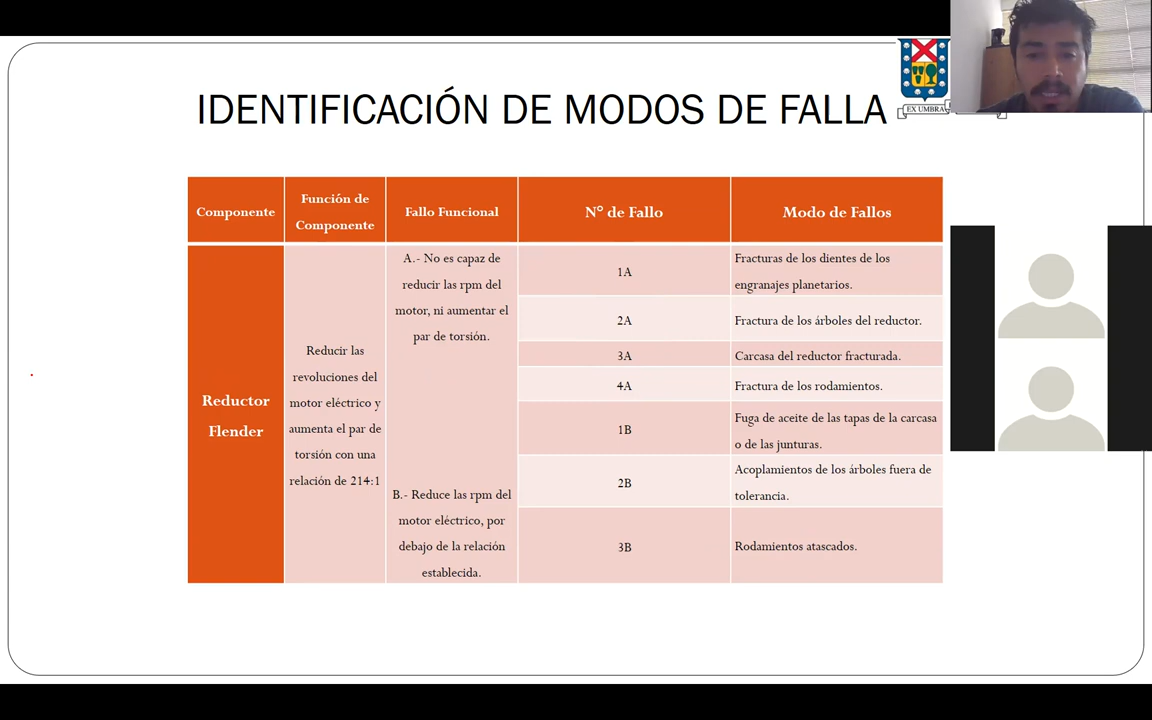 IDENTIFICACIÓN DE MODOS DE FALLA
EX UMBRA
Componente
Función de
Componente
Fallo Funcional
N° de Fallo
Modo de Fallos
Reductor
Flender
Reducir las
revoluciones del
motor eléctrico y
aumenta el par de
torsión con una
relación de 214:1
A.- No es capaz de
reducir las rpm del
motor, ni aumentar el
par de torsión.
B.- Reduce las rpm del
motor eléctrico, por
debajo de la relación
establecida.
1A
Fracturas de los dientes de los
engranajes planetarios.
2A
Fractura de los árboles del reductor.
3A
Carcasa del reductor fracturada.
4A
Fractura de los rodamientos.
1B
Fuga de aceite de las tapas de la carcasa
o de las junturas.
2B
Acoplamientos de los árboles fuera de
tolerancia.
3B
Rodamientos atascados.